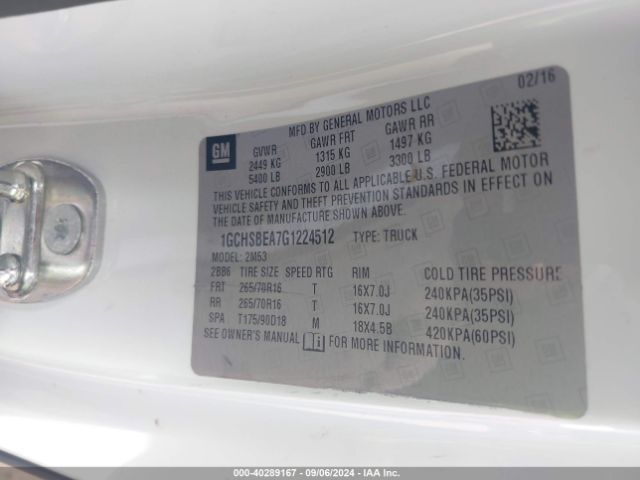 02/16
MFD BY GENERAL MOTORS LLC
GM
GVWR GAWR FRT GAWR RR
2449 KG 1315 KG 1497 KG
5400 LB 2900 LB 3300 LB
THIS VEHICLE CONFORMS TO ALL APPLICABLE U.S. FEDERAL MOTOR
VEHICLE SAFETY AND THEFT PREVENTION STANDARDS IN EFFECT ON
THE DATE OF MANUFACTURE SHOWN ABOVE.
1GCHSBEA7G1224512 TYPE: TRUCK
MODEL: 2M53
2BB6 TIRE SIZE SPEED RTG RIM COLD TIRE PRESSURE
FRT 265/70R16 T 16X7.0J 240KPA(35PSI)
RR 265/70R16 T 16X7.0J 240KPA(35PSI)
SPA T175/90D18 M 18X4.5B 420KPA(60PSI)
SEE OWNER'S MANUAL i FOR MORE INFORMATION.
000-40289167 - 09/06/2024 - IAA Inc.